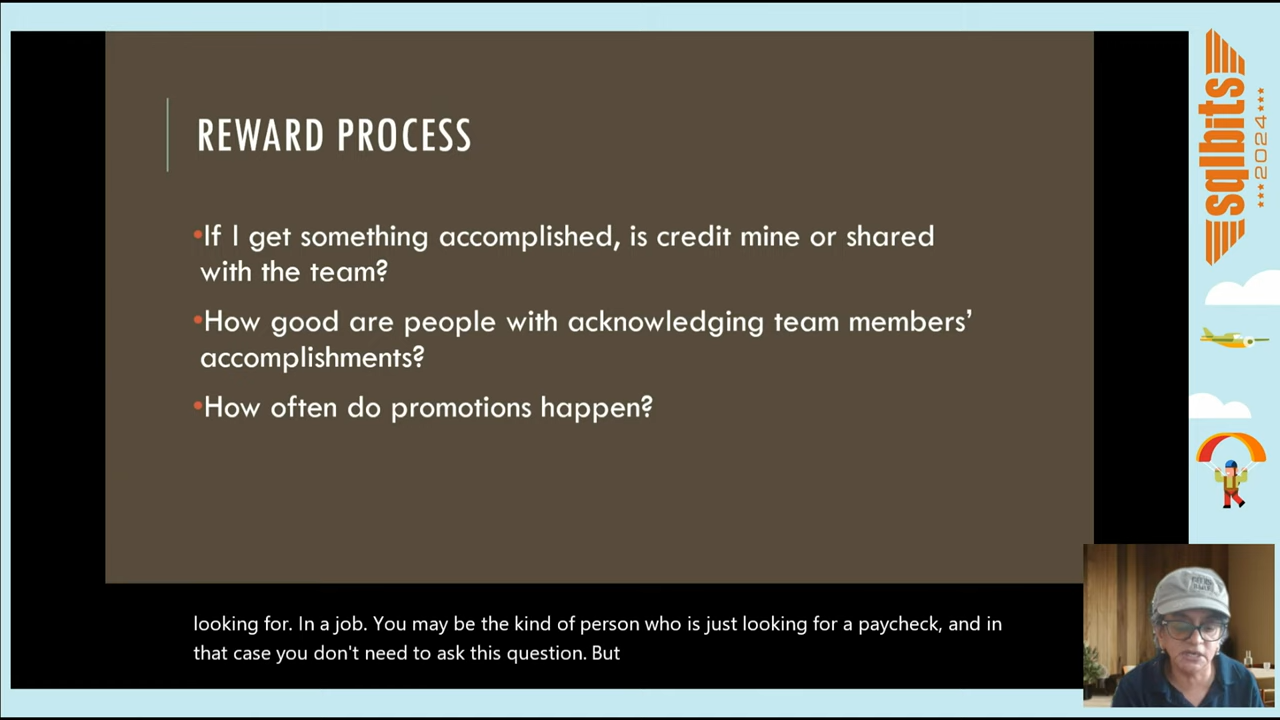 REWARD PROCESS
•If I get something accomplished, is credit mine or shared
with the team?
•How good are people with acknowledging team members’
accomplishments?
•How often do promotions happen?
looking for. In a job. You may be the kind of person who is just looking for a paycheck, and in
that case you don't need to ask this question. But
sqlbits
2024